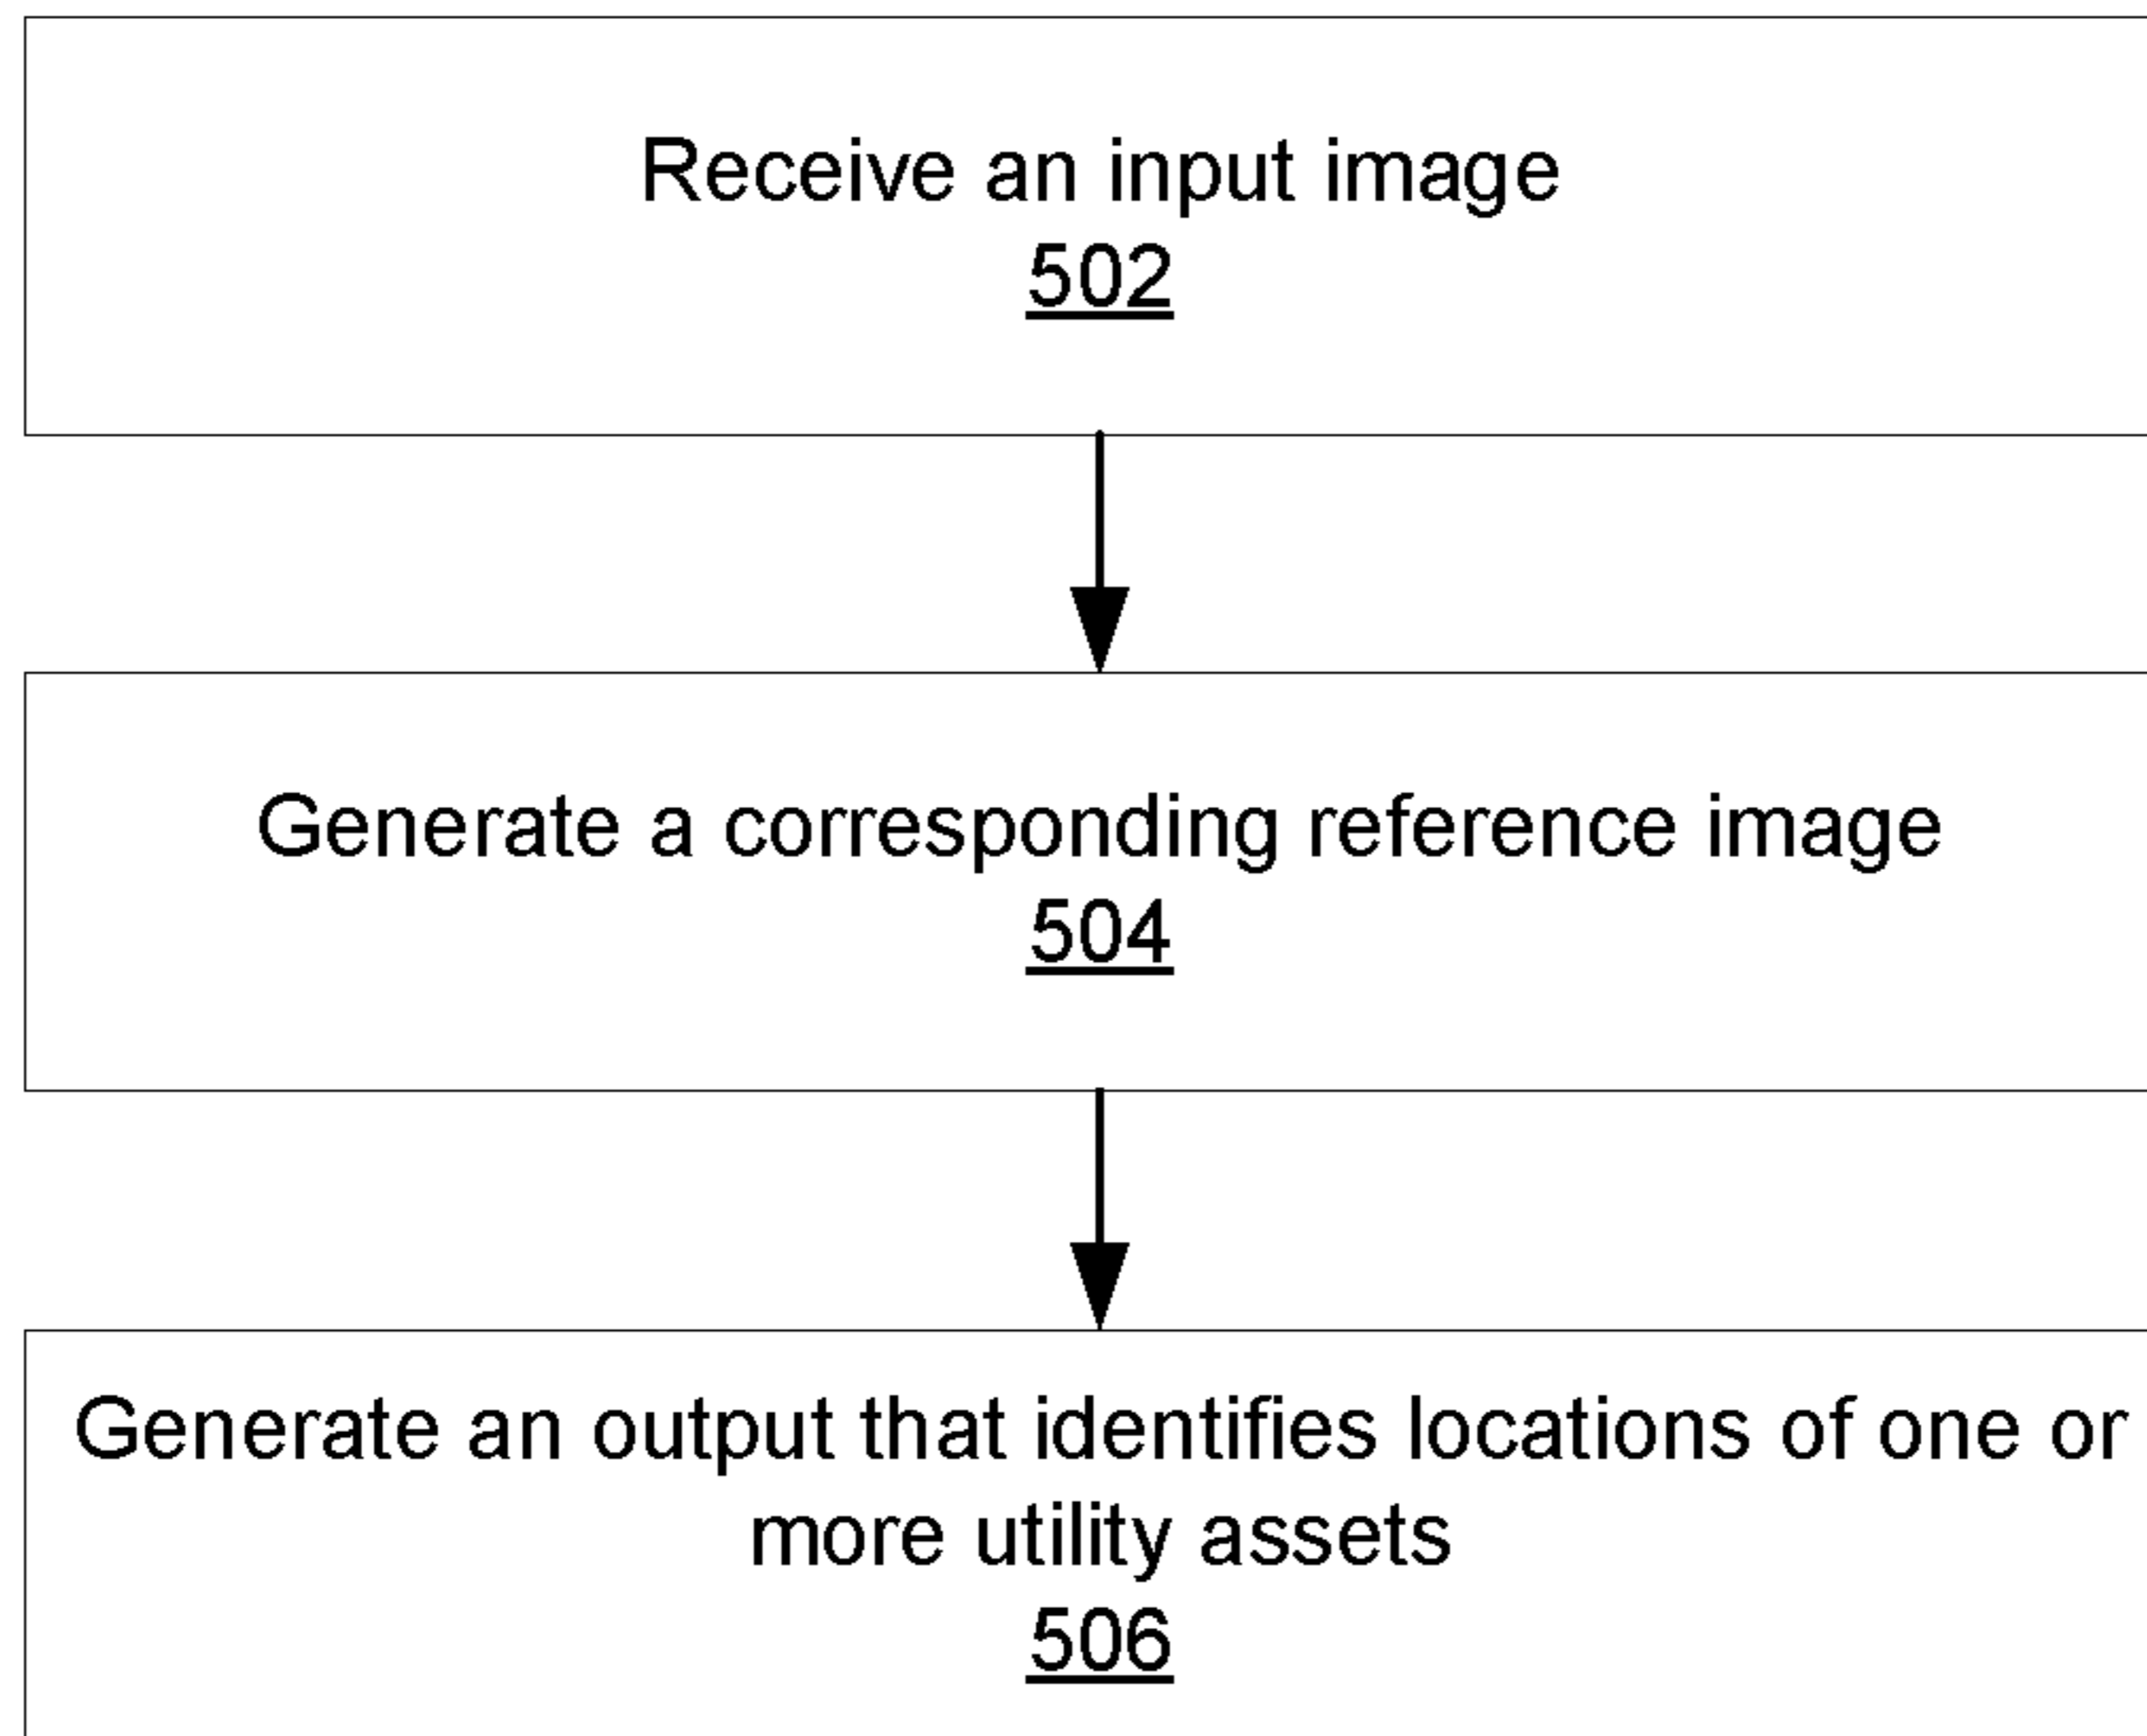 Receive an input image
502
Generate a corresponding reference image
504
Generate an output that identifies locations of one or
more utility assets
506